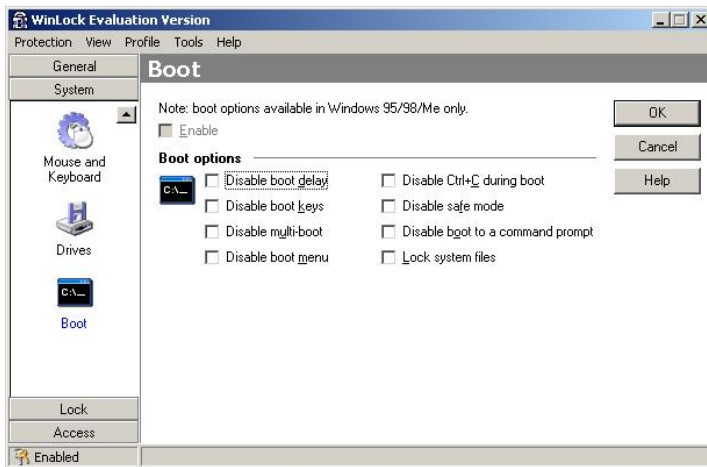 WinLock Evaluation Version
Protection View Profile Tools Help
General
System
Mouse and
Keyboard
Drives
C:\_
Boot
Lock
Access
Enabled
Boot
Note: boot options available in Windows 95/98/Me only.
Enable
Boot options
C:\_
Disable boot delay
Disable boot keys
Disable multi-boot
Disable boot menu
Disable Ctrl+C during boot
Disable safe mode
Disable boot to a command prompt
Lock system files
OK
Cancel
Help